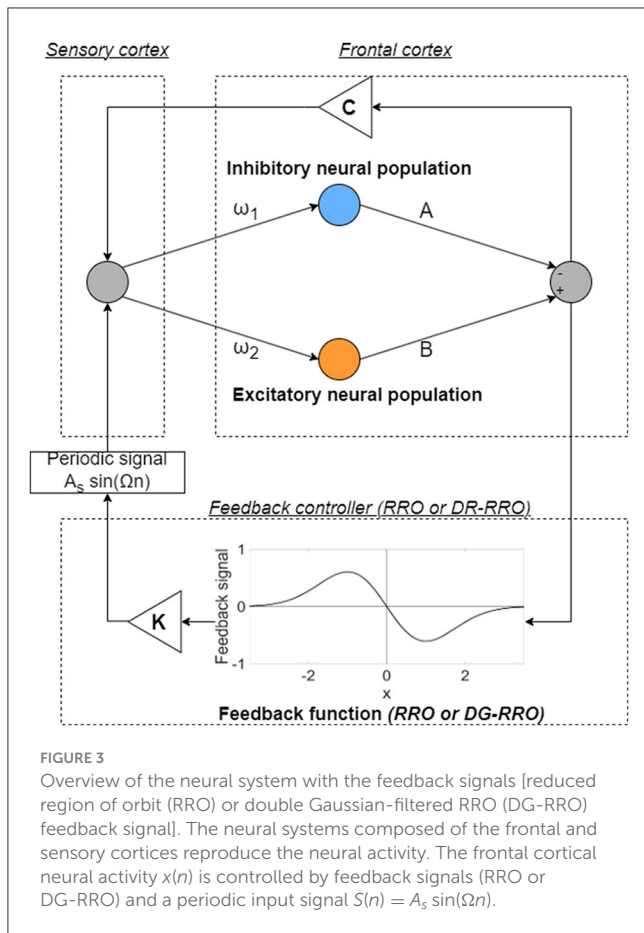 Sensory cortex
Frontal cortex
C
Inhibitory neural population
ω1
A
-
+
ω2
B
Excitatory neural population
Periodic signal
As sin(Ωn)
Feedback controller (RRO or DR-RRO)
1
Feedback signal
0
K
-1
-2
0
2
x
Feedback function (RRO or DG-RRO)
FIGURE 3
Overview of the neural system with the feedback signals [reduced
region of orbit (RRO) or double Gaussian-filtered RRO (DG-RRO)
feedback signal]. The neural systems composed of the frontal and
sensory cortices reproduce the neural activity. The frontal cortical
neural activity x(n) is controlled by feedback signals (RRO or
DG-RRO) and a periodic input signal S(n) = As sin(Ωn).